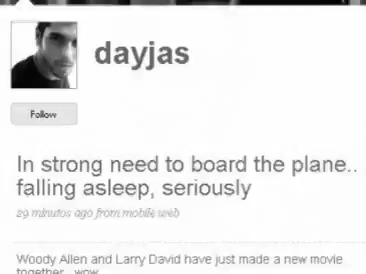 dayjas
Follow
In strong need to board the plane..
falling asleep, seriously
29 minutos ago from mobile web
Woody Allen and Larry David have just made a new movie
together.. wow